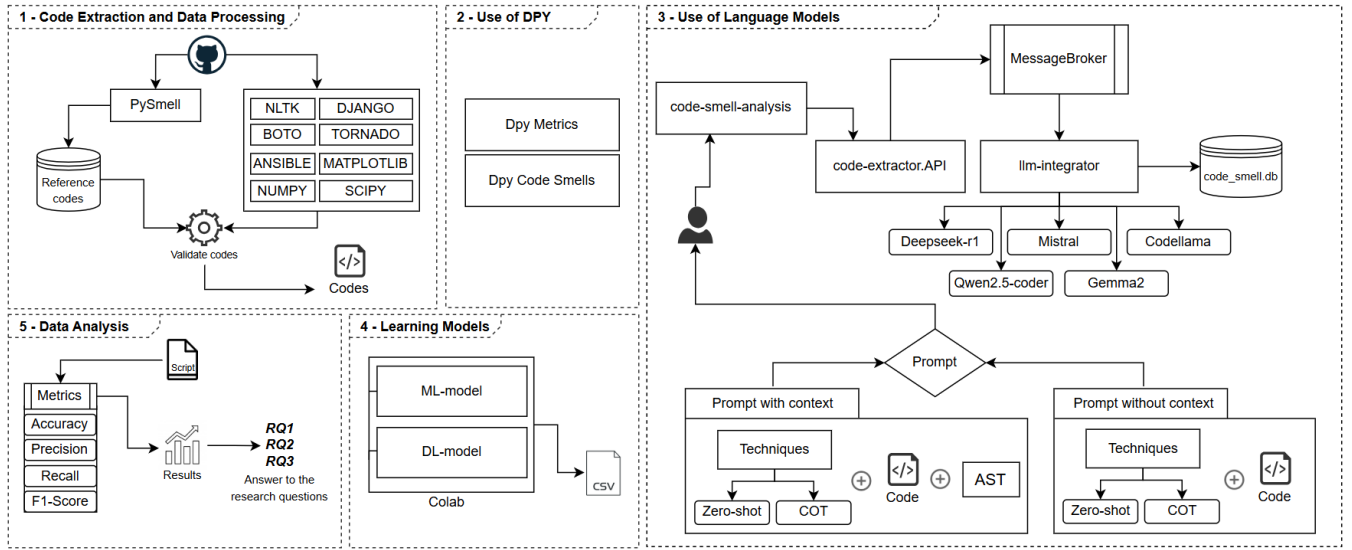 1 - Code Extraction and Data Processing
PySmell
Reference
codes
NLTK
DJANGO
BOTO
TORNADO
ANSIBLE
MATPLOTLIB
NUMPY
SCIPY
Validate codes
Codes
2 - Use of DPY
Dpy Metrics
Dpy Code Smells
3 - Use of Language Models
code-smell-analysis
code-extractor.API
MessageBroker
llm-integrator
code_smell.db
Deepseek-r1
Mistral
Codellama
Qwen2.5-coder
Gemma2
Prompt
Prompt with context
Techniques
Zero-shot
COT
Code
AST
Prompt without context
Techniques
Zero-shot
COT
Code
5 - Data Analysis
Script
Metrics
Accuracy
Precision
Recall
F1-Score
Results
RQ1
RQ2
RQ3
Answer to the
research questions
4 - Learning Models
ML-model
DL-model
Colab
CSV